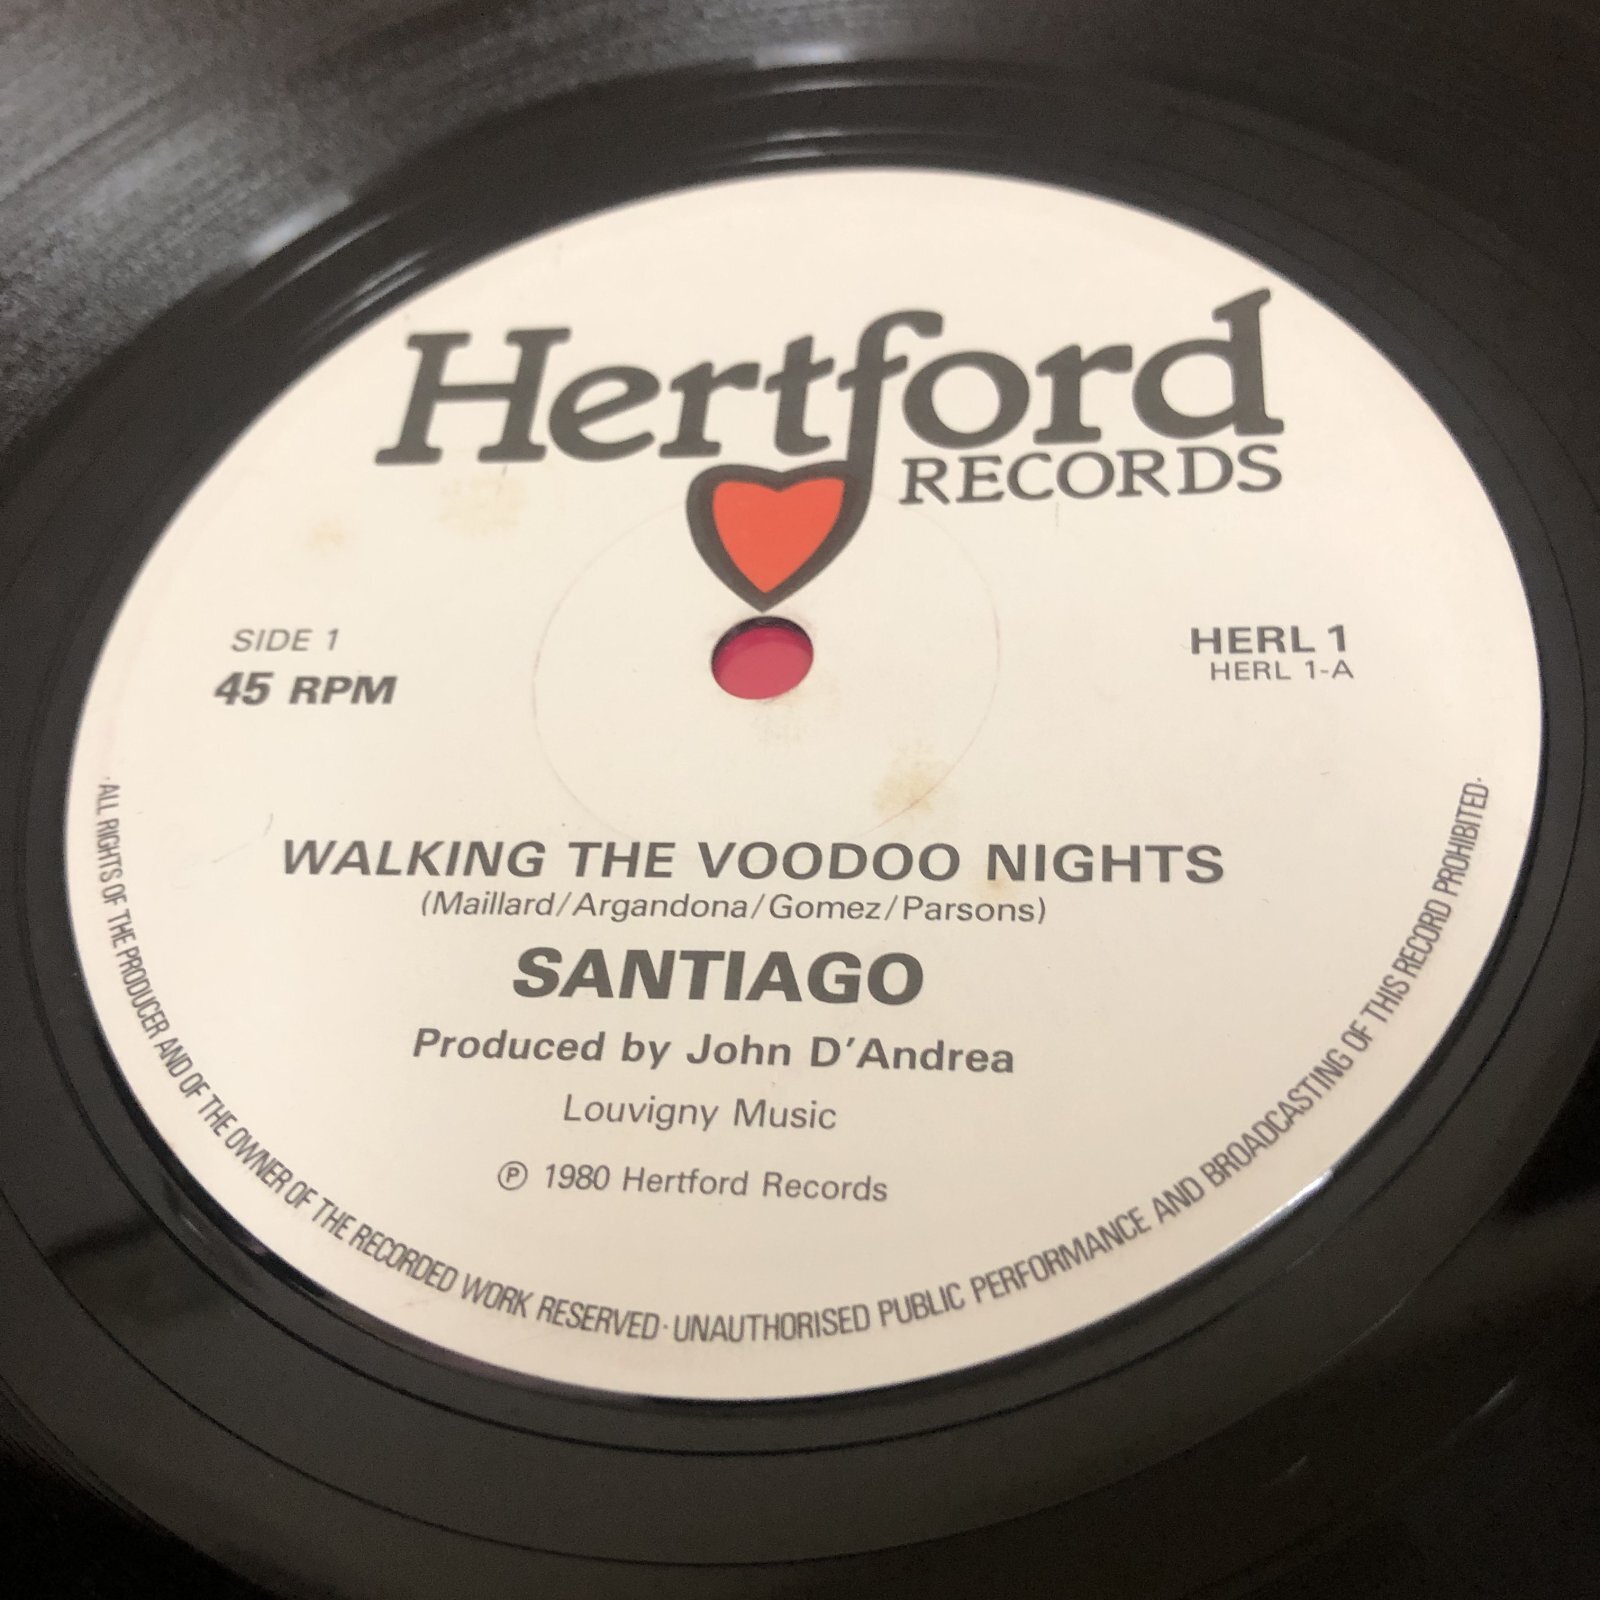 Hertford
RECORDS
SIDE 1
45 RPM
HERL 1
HERL 1-A
WALKING THE VOODOO NIGHTS
(Maillard/Argandona/Gomez/Parsons)
SANTIAGO
Produced by John D'Andrea
Louvigny Music
℗ 1980 Hertford Records
·ALL RIGHTS OF THE PRODUCER AND OF THE OWNER OF THE RECORDED WORK RESERVED·UNAUTHORISED PUBLIC PERFORMANCE AND BROADCASTING OF THIS RECORD PROHIBITED·